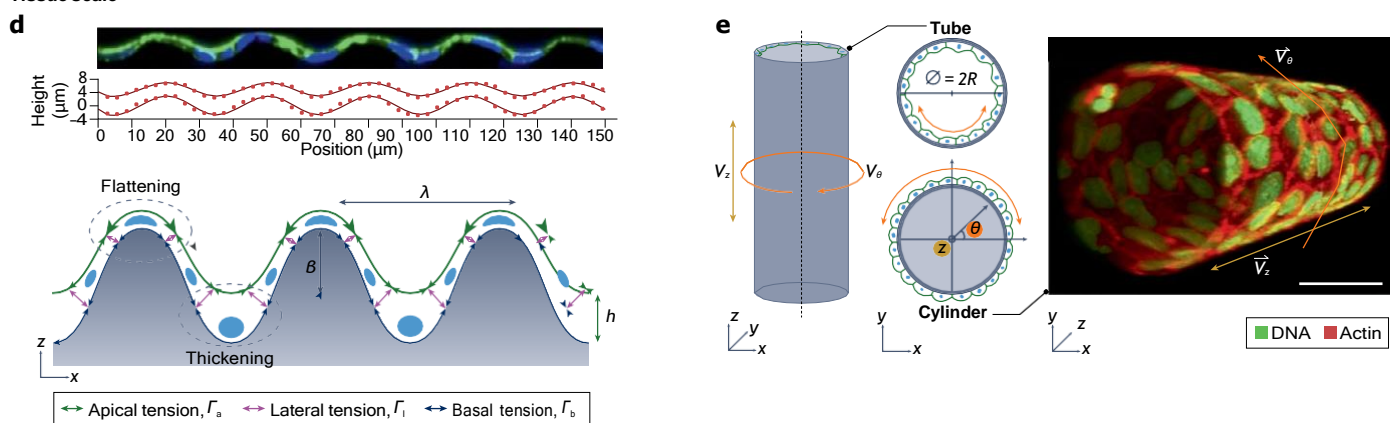 d
Height (μm)
8
4
0
–4
0 10 20 30 40 50 60 70 80 90 100 110 120 130 140 150
Position (μm)
Flattening
λ
B
h
Thickening
z
x
Apical tension, Γa
Lateral tension, Γl
Basal tension, Γb
e
Tube
∅ = 2R
Vz
Vθ
θ
z
Cylinder
z
y
x
y
x
Vθ
Vz
y
z
x
DNA
Actin